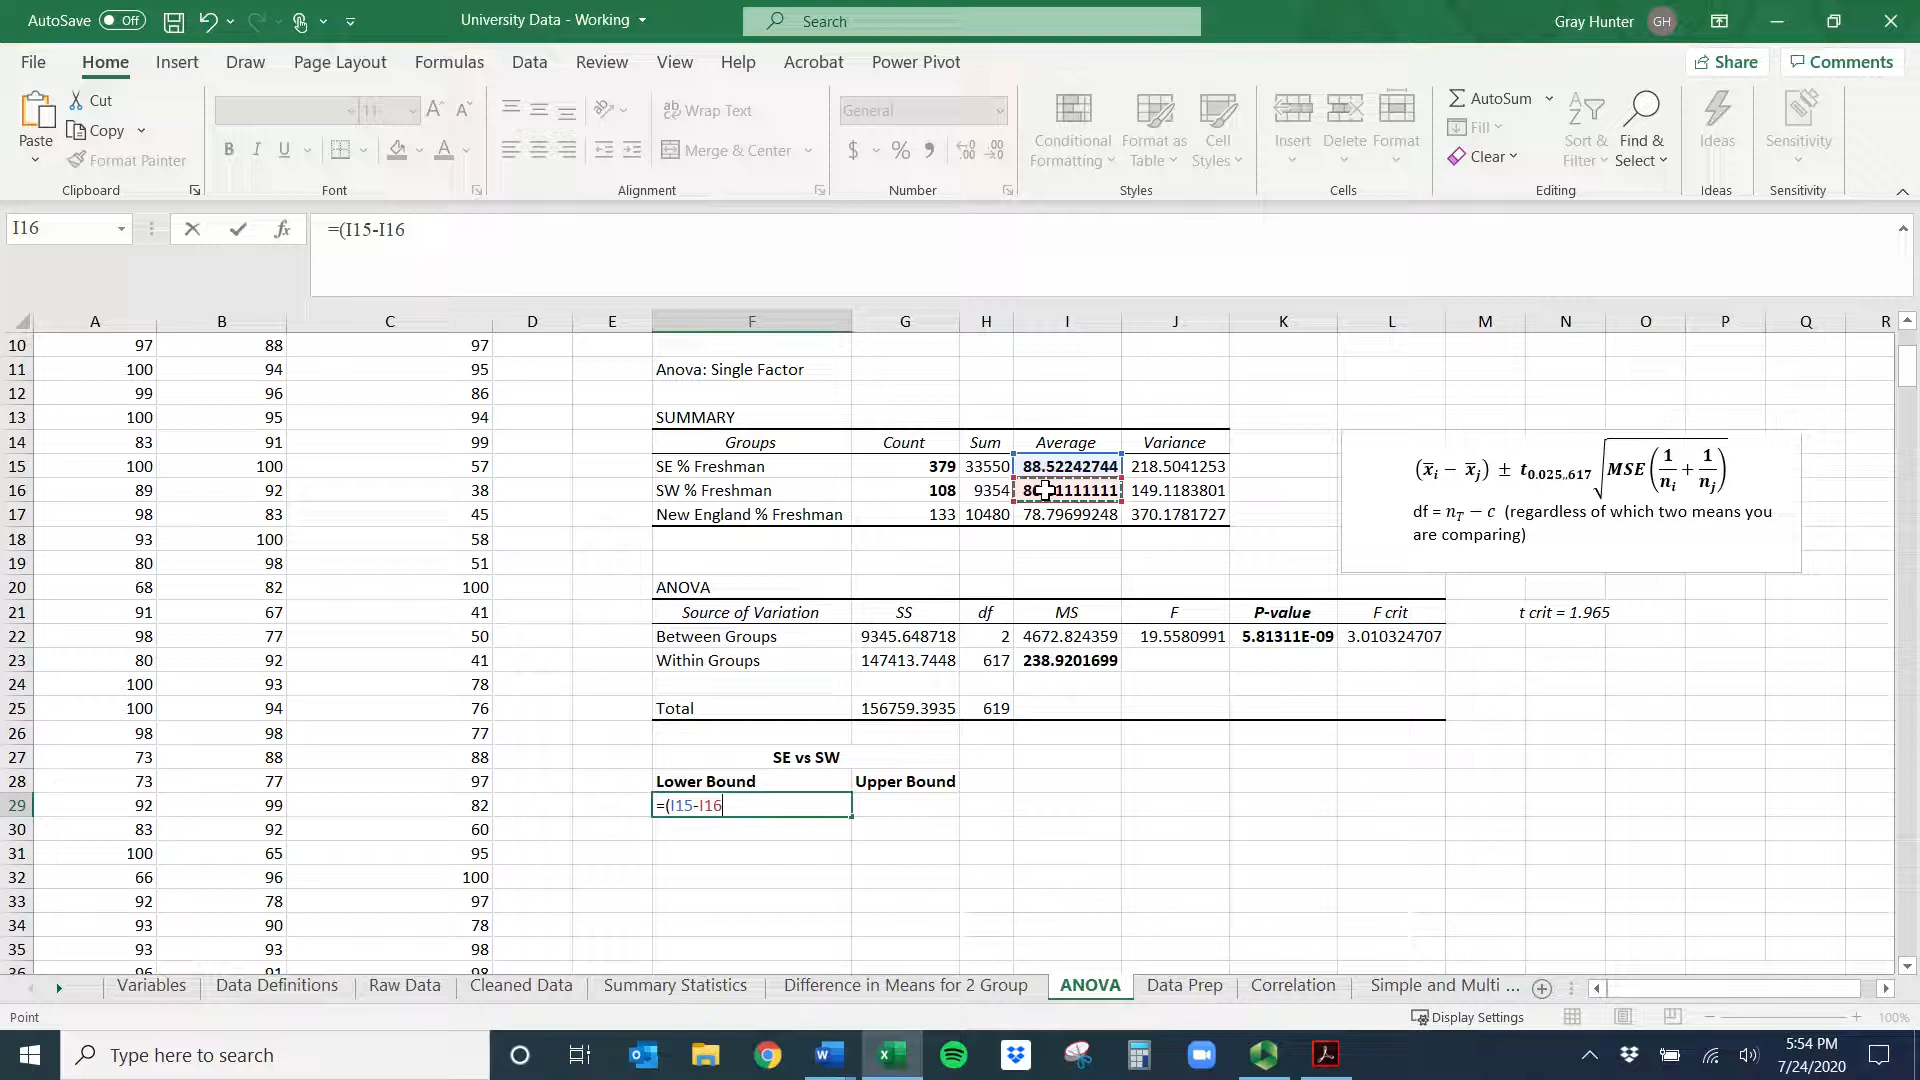 AutoSave Off University Data - Working Search Gray Hunter GH
File Home Insert Draw Page Layout Formulas Data Review View Help Acrobat Power Pivot Share Comments
Paste Cut Copy Format Painter Clipboard
11 A A B I U A Font
Wrap Text Merge & Center Alignment
General $ % 9 Number
Conditional Formatting Format as Table Cell Styles Styles
Insert Delete Format Cells
AutoSum Fill Clear Sort & Filter Find & Select Editing
Ideas Ideas
Sensitivity Sensitivity
I16 fx =(I15-I16
A B C D E F G H I J K L M N O P Q R
10 97 88 97
11 100 94 95 Anova: Single Factor
12 99 96 86
13 100 95 94 SUMMARY
14 83 91 99 Groups Count Sum Average Variance
15 100 100 57 SE % Freshman 379 33550 88.52242744 218.5041253
16 89 92 38 SW % Freshman 108 9354 149.1183801
17 98 83 45 New England % Freshman 133 10480 78.79699248 370.1781727
18 93 100 58
19 80 98 51
20 68 82 100 ANOVA
21 91 67 41 Source of Variation SS df MS F P-value F crit t crit = 1.965
22 98 77 50 Between Groups 9345.648718 2 4672.824359 19.5580991 5.81311E-09 3.010324707
23 80 92 41 Within Groups 147413.7448 617 238.9201699
24 100 93 78
25 100 94 76 Total 156759.3935 619
26 98 98 77
27 73 88 88 SE vs SW
28 73 77 97 Lower Bound Upper Bound
29 92 99 82 =(I15-I16
30 83 92 60
31 100 65 95
32 66 96 100
33 92 78 97
34 93 90 78
35 93 93 98
36 96 91 98
(x̄i − x̄j) ± t0.025,,617 √MSE(1/ni + 1/nj)
df = nT − c (regardless of which two means you
are comparing)
Variables Data Definitions Raw Data Cleaned Data Summary Statistics Difference in Means for 2 Group ANOVA Data Prep Correlation Simple and Multi ...
Point Display Settings 100%
Type here to search
5:54 PM
7/24/2020